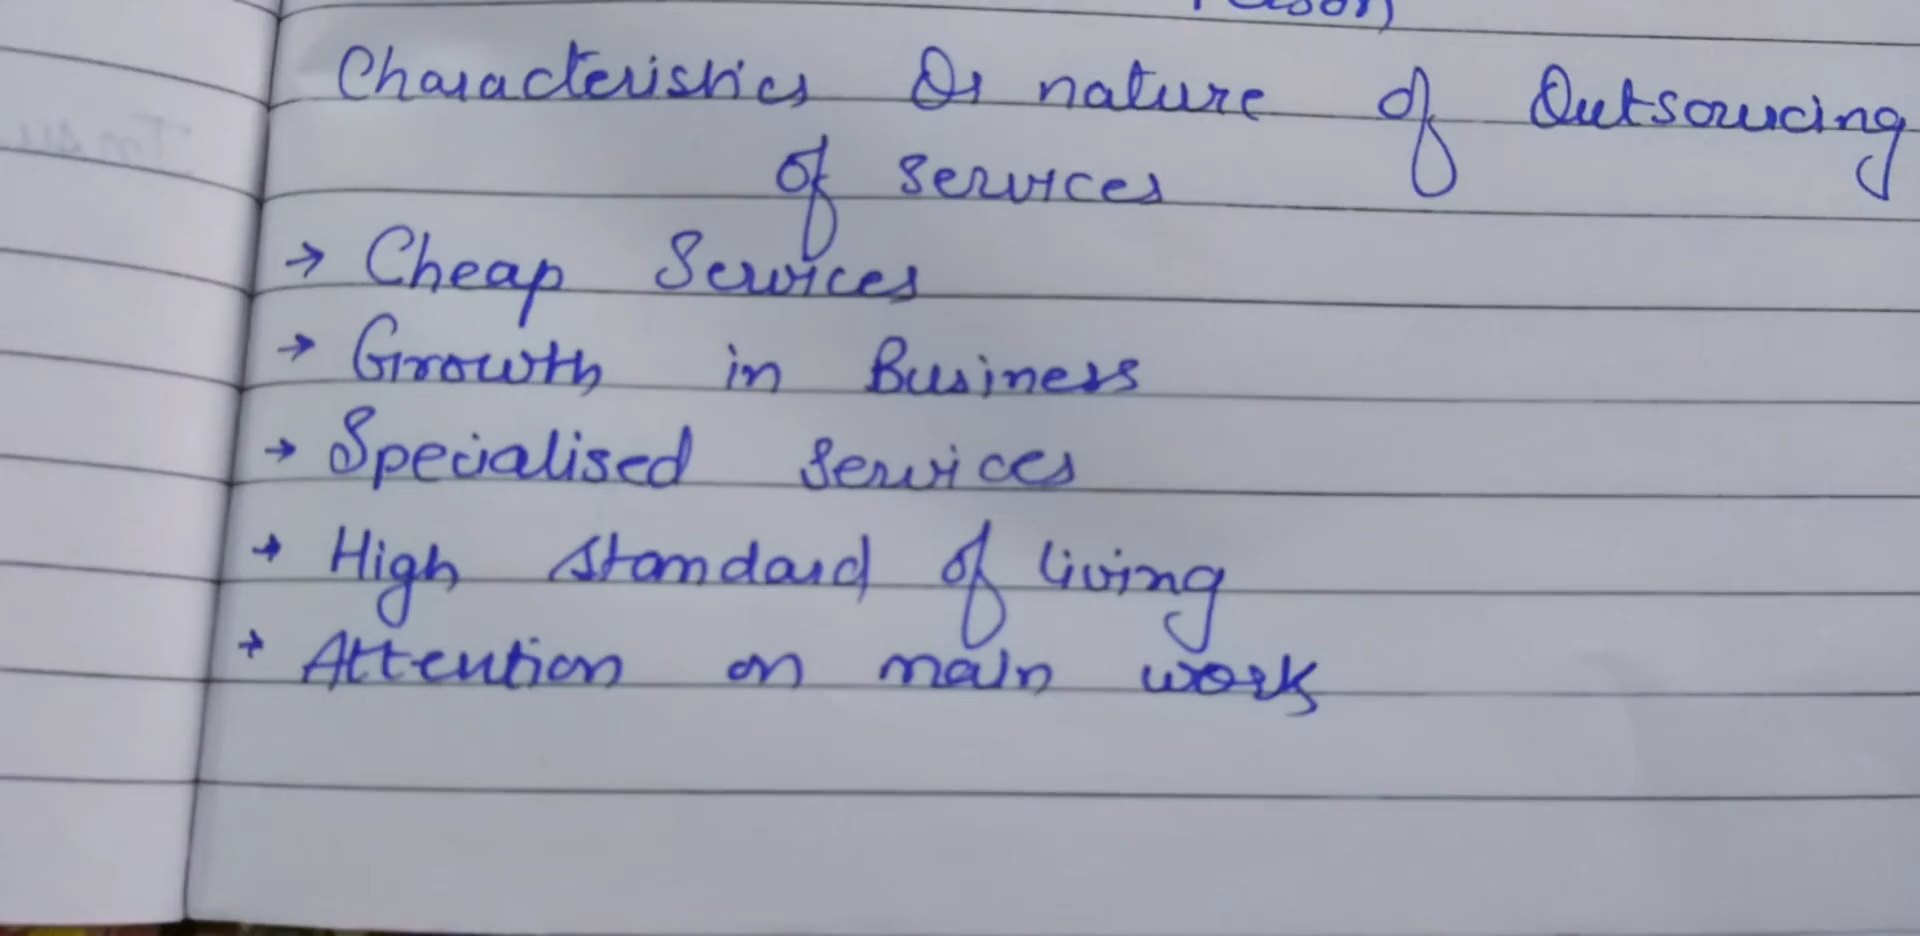 Characteristics Or nature of Outsourcing
of services
→ Cheap Services
→ Growth in Business
→ Specialised services
→ High standard of living
→ Attention on main work